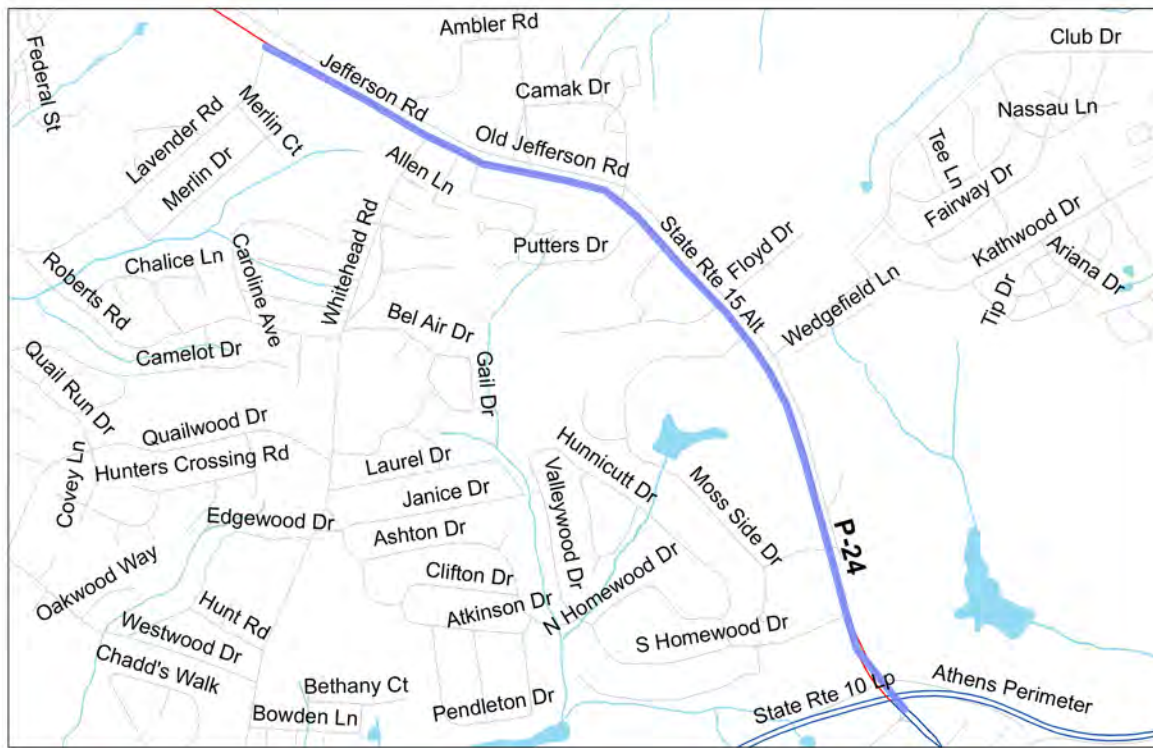 Ambler Rd
Club Dr
Federal St
Jefferson Rd
Camak Dr
Nassau Ln
Lavender Rd
Merlin Ct
Old Jefferson Rd
Tee Ln
Merlin Dr
Allen Ln
Fairway Dr
Kathwood Dr
Whitehead Rd
Putters Dr
State Rte 15 Alt
Floyd Dr
Chalice Ln
Caroline Ave
Ariana Dr
Roberts Rd
Wedgefield Ln
Tip Dr
Bel Air Dr
Camelot Dr
Gail Dr
Quail Run Dr
Quailwood Dr
Hunters Crossing Rd
Covey Ln
Laurel Dr
Valleywood Dr
Hunnicutt Dr
Moss Side Dr
Janice Dr
Edgewood Dr
Ashton Dr
P-24
Oakwood Way
Clifton Dr
N Homewood Dr
Hunt Rd
Atkinson Dr
Westwood Dr
S Homewood Dr
Chadd's Walk
Bethany Ct
State Rte 10 Lp
Athens Perimeter
Pendleton Dr
Bowden Ln